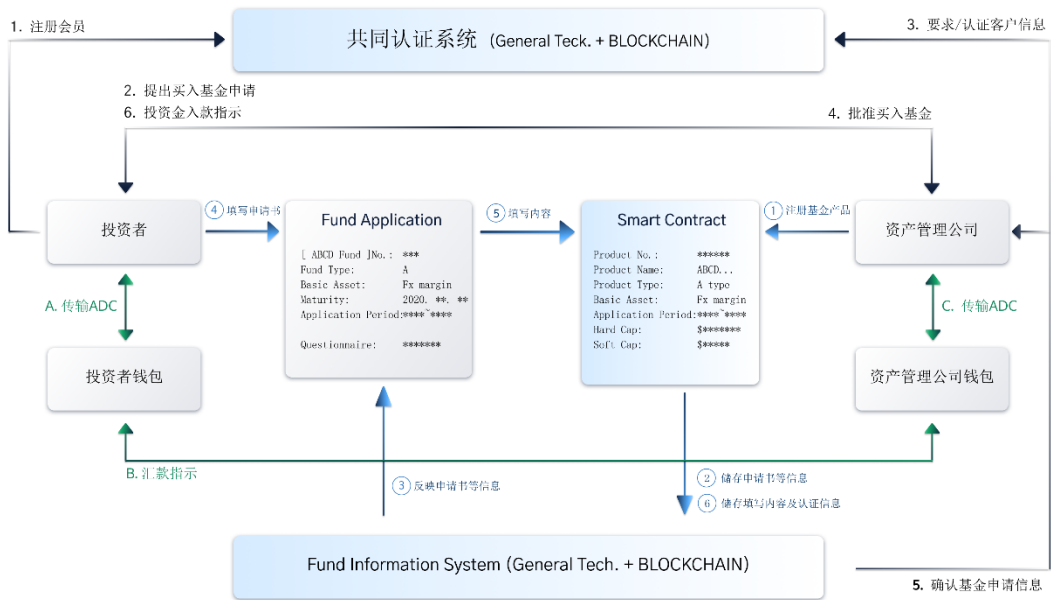 1. 注册会员
共同认证系统 (General Teck. + BLOCKCHAIN)
3. 要求/认证客户信息
2. 提出买入基金申请
6. 投资金入款指示
4. 批准买入基金
投资者
④ 填写申请书
Fund Application
[ ABCD Fund ]No.: ***
Fund Type: A
Basic Asset: Fx margin
Maturity: 2020. **. **
Application Period:****~****
Questionnaire: *******
⑤ 填写内容
Smart Contract
Product No.: ******
Product Name: ABCD...
Product Type: A type
Basic Asset: Fx margin
Application Period:****~****
Hard Cap: $*******
Soft Cap: $*****
① 注册基金产品
资产管理公司
A. 传输ADC
C. 传输ADC
投资者钱包
资产管理公司钱包
B. 汇款指示
③ 反映申请书等信息
② 储存申请书等信息
⑥ 储存填写内容及认证信息
Fund Information System (General Tech. + BLOCKCHAIN)
5. 确认基金申请信息